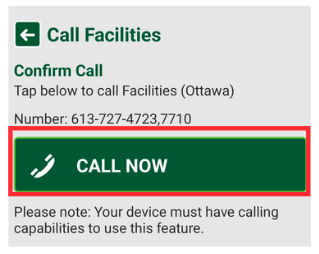 Call Facilities
Confirm Call
Tap below to call Facilities (Ottawa)
Number: 613-727-4723,7710
CALL NOW
Please note: Your device must have calling
capabilities to use this feature.